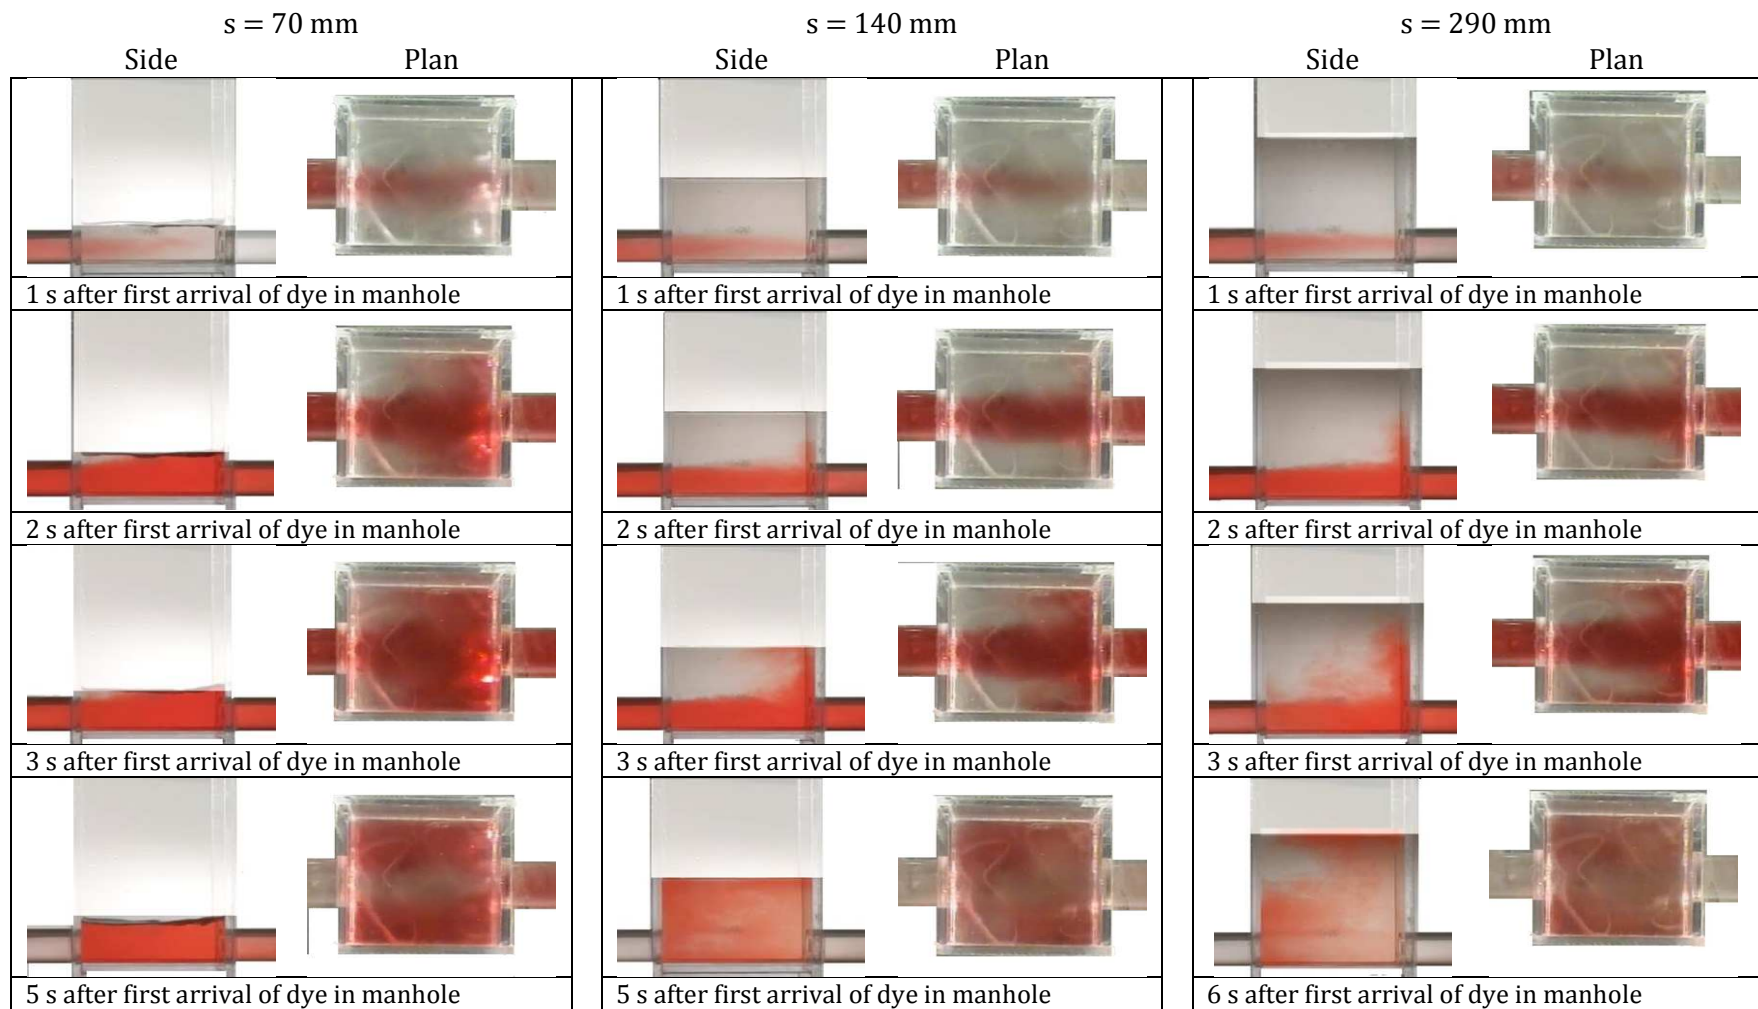 s = 70 mm
s = 140 mm
s = 290 mm
Side
Plan
Side
Plan
Side
Plan
1 s after first arrival of dye in manhole
1 s after first arrival of dye in manhole
1 s after first arrival of dye in manhole
2 s after first arrival of dye in manhole
2 s after first arrival of dye in manhole
2 s after first arrival of dye in manhole
3 s after first arrival of dye in manhole
3 s after first arrival of dye in manhole
3 s after first arrival of dye in manhole
5 s after first arrival of dye in manhole
5 s after first arrival of dye in manhole
6 s after first arrival of dye in manhole